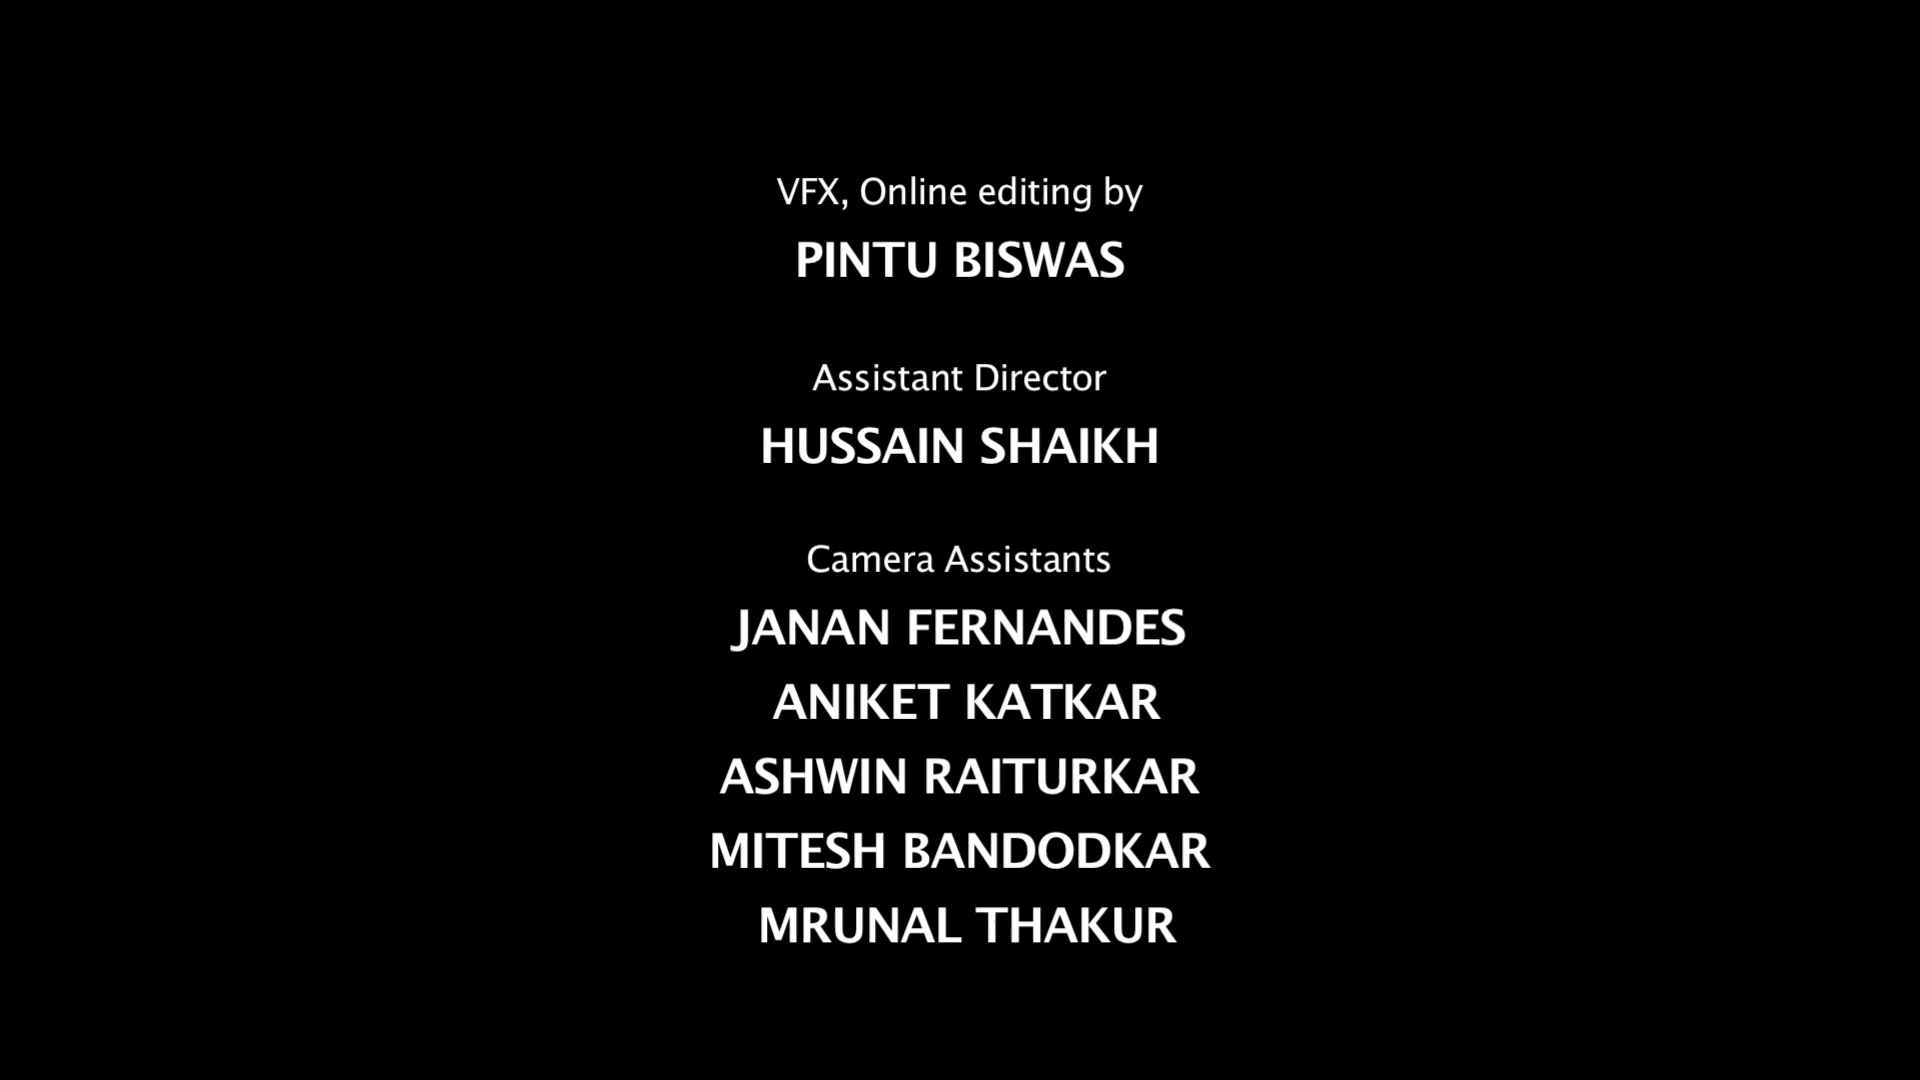 VFX, Online editing by
PINTU BISWAS
Assistant Director
HUSSAIN SHAIKH
Camera Assistants
JANAN FERNANDES
ANIKET KATKAR
ASHWIN RAITURKAR
MITESH BANDODKAR
MRUNAL THAKUR